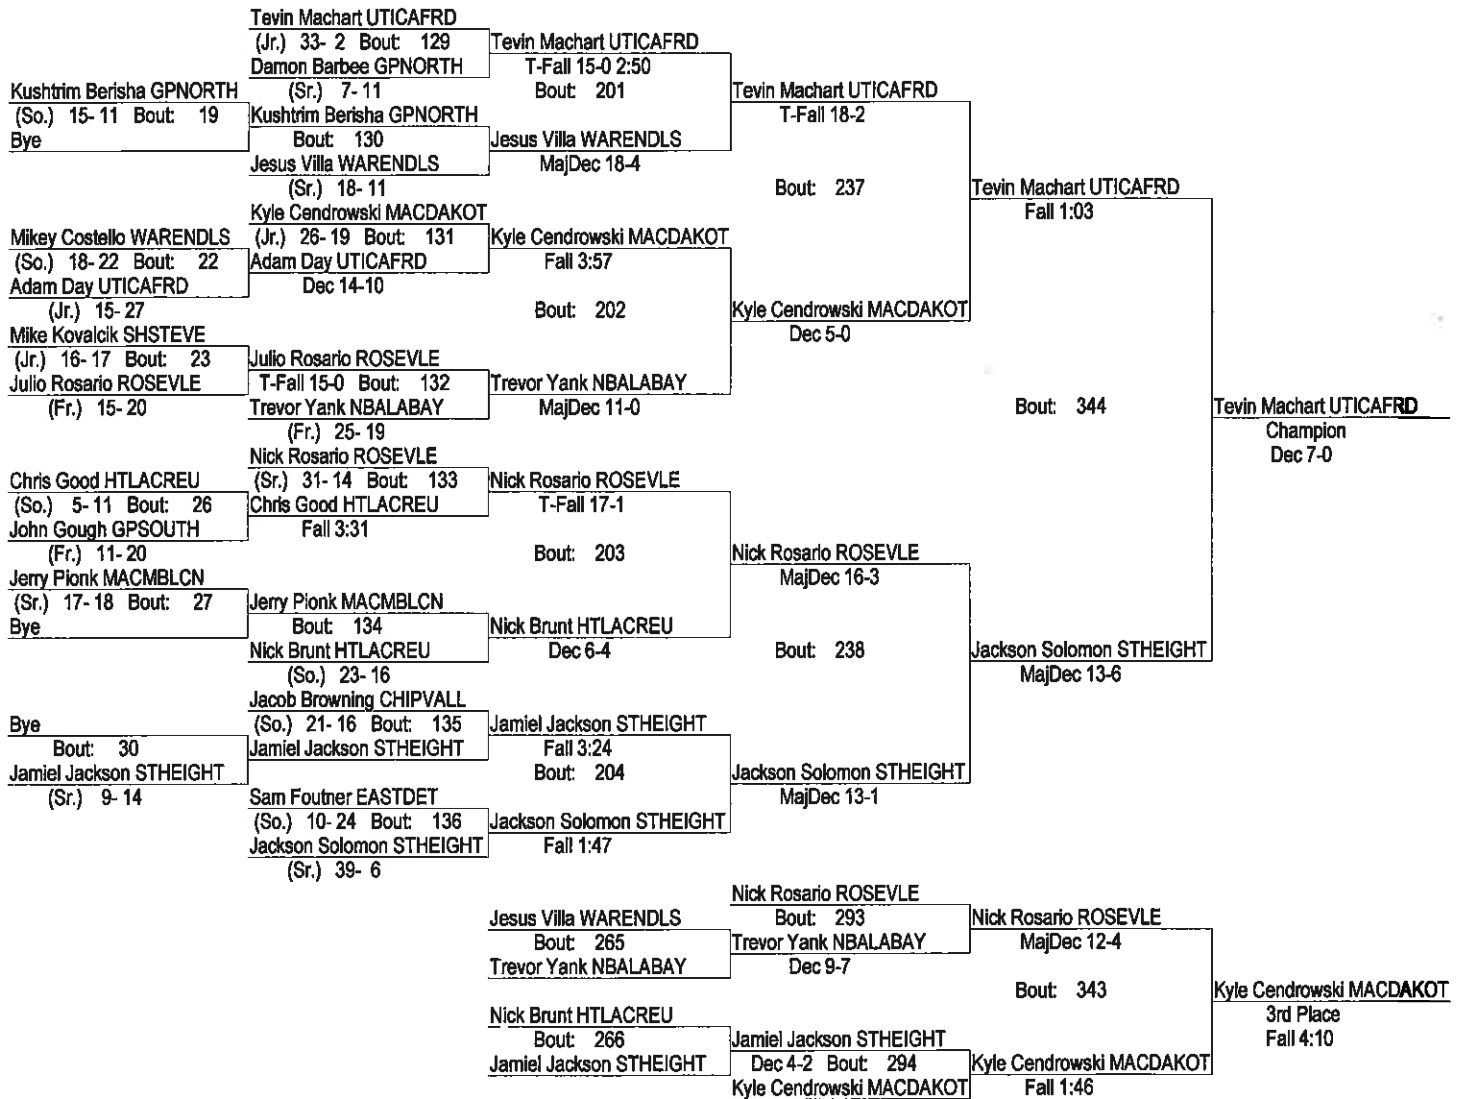 Tevin Machart UTICAFRD
(Jr.) 33- 2 Bout: 129
Damon Barbee GPNORTH
(Sr.) 7- 11
Kushtrim Berisha GPNORTH
(So.) 15- 11 Bout: 19
Bye
Kushtrim Berisha GPNORTH
Bout: 130
Jesus Villa WARENDLS
(Sr.) 18- 11
Tevin Machart UTICAFRD
T-Fall 15-0 2:50
Bout: 201
Jesus Villa WARENDLS
MajDec 18-4
Mikey Costello WARENDLS
(So.) 18- 22 Bout: 22
Adam Day UTICAFRD
(Jr.) 15- 27
Kyle Cendrowski MACDAKOT
(Jr.) 26- 19 Bout: 131
Adam Day UTICAFRD
Dec 14-10
Mike Kovalcik SHSTEVE
(Jr.) 16- 17 Bout: 23
Julio Rosario ROSEVLE
(Fr.) 15- 20
Julio Rosario ROSEVLE
T-Fall 15-0 Bout: 132
Trevor Yank NBALABAY
(Fr.) 25- 19
Kyle Cendrowski MACDAKOT
Fall 3:57
Bout: 202
Trevor Yank NBALABAY
MajDec 11-0
Tevin Machart UTICAFRD
T-Fall 18-2
Bout: 237
Kyle Cendrowski MACDAKOT
Dec 5-0
Chris Good HTLACREU
(So.) 5- 11 Bout: 26
John Gough GPSOUTH
(Fr.) 11- 20
Nick Rosario ROSEVLE
(Sr.) 31- 14 Bout: 133
Chris Good HTLACREU
Fall 3:31
Jerry Pionk MACMBLCN
(Sr.) 17- 18 Bout: 27
Bye
Jerry Pionk MACMBLCN
Bout: 134
Nick Brunt HTLACREU
(So.) 23- 16
Nick Rosario ROSEVLE
T-Fall 17-1
Bout: 203
Nick Brunt HTLACREU
Dec 6-4
Bye
Bout: 30
Jamiel Jackson STHEIGHT
(Sr.) 9- 14
Jacob Browning CHIPVALL
(So.) 21- 16 Bout: 135
Jamiel Jackson STHEIGHT
Sam Foutner EASTDET
(So.) 10- 24 Bout: 136
Jackson Solomon STHEIGHT
(Sr.) 39- 6
Jamiel Jackson STHEIGHT
Fall 3:24
Bout: 204
Jackson Solomon STHEIGHT
Fall 1:47
Nick Rosario ROSEVLE
MajDec 16-3
Bout: 238
Jackson Solomon STHEIGHT
MajDec 13-1
Tevin Machart UTICAFRD
Fall 1:03
Bout: 344
Jackson Solomon STHEIGHT
MajDec 13-6
Tevin Machart UTICAFRD
Champion
Dec 7-0
Jesus Villa WARENDLS
Bout: 265
Trevor Yank NBALABAY
Nick Rosario ROSEVLE
Bout: 293
Trevor Yank NBALABAY
Dec 9-7
Nick Brunt HTLACREU
Bout: 266
Jamiel Jackson STHEIGHT
Jamiel Jackson STHEIGHT
Dec 4-2 Bout: 294
Kyle Cendrowski MACDAKOT
Nick Rosario ROSEVLE
MajDec 12-4
Bout: 343
Kyle Cendrowski MACDAKOT
Fall 1:46
Kyle Cendrowski MACDAKOT
3rd Place
Fall 4:10